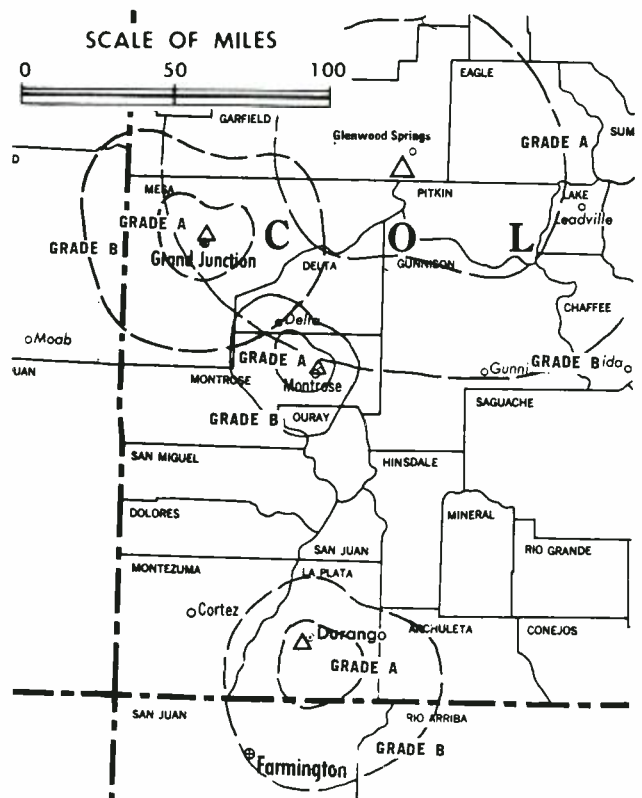 SCALE OF MILES
0 50 100
EAGLE
GARFIELD
Glenwood Springs
GRADE A
SUM
D
MESA
PITKIN
LAKE
Leadville
GRADE A
C O L
GRADE B
Grand Junction
DELTA
GUNNISON
CHAFFEE
Delta
Moab
GRADE A
GRADE B
ida
UAN
MONTROSE
Montrose
Gunni
SAGUACHE
GRADE B
OURAY
SAN MIGUEL
HINSDALE
DOLORES
MINERAL
SAN JUAN
RIO GRANDE
MONTEZUMA
LA PLATA
Cortez
Durango
ARCHULETA
CONEJOS
GRADE A
SAN JUAN
RIO ARRIBA
GRADE B
Farmington